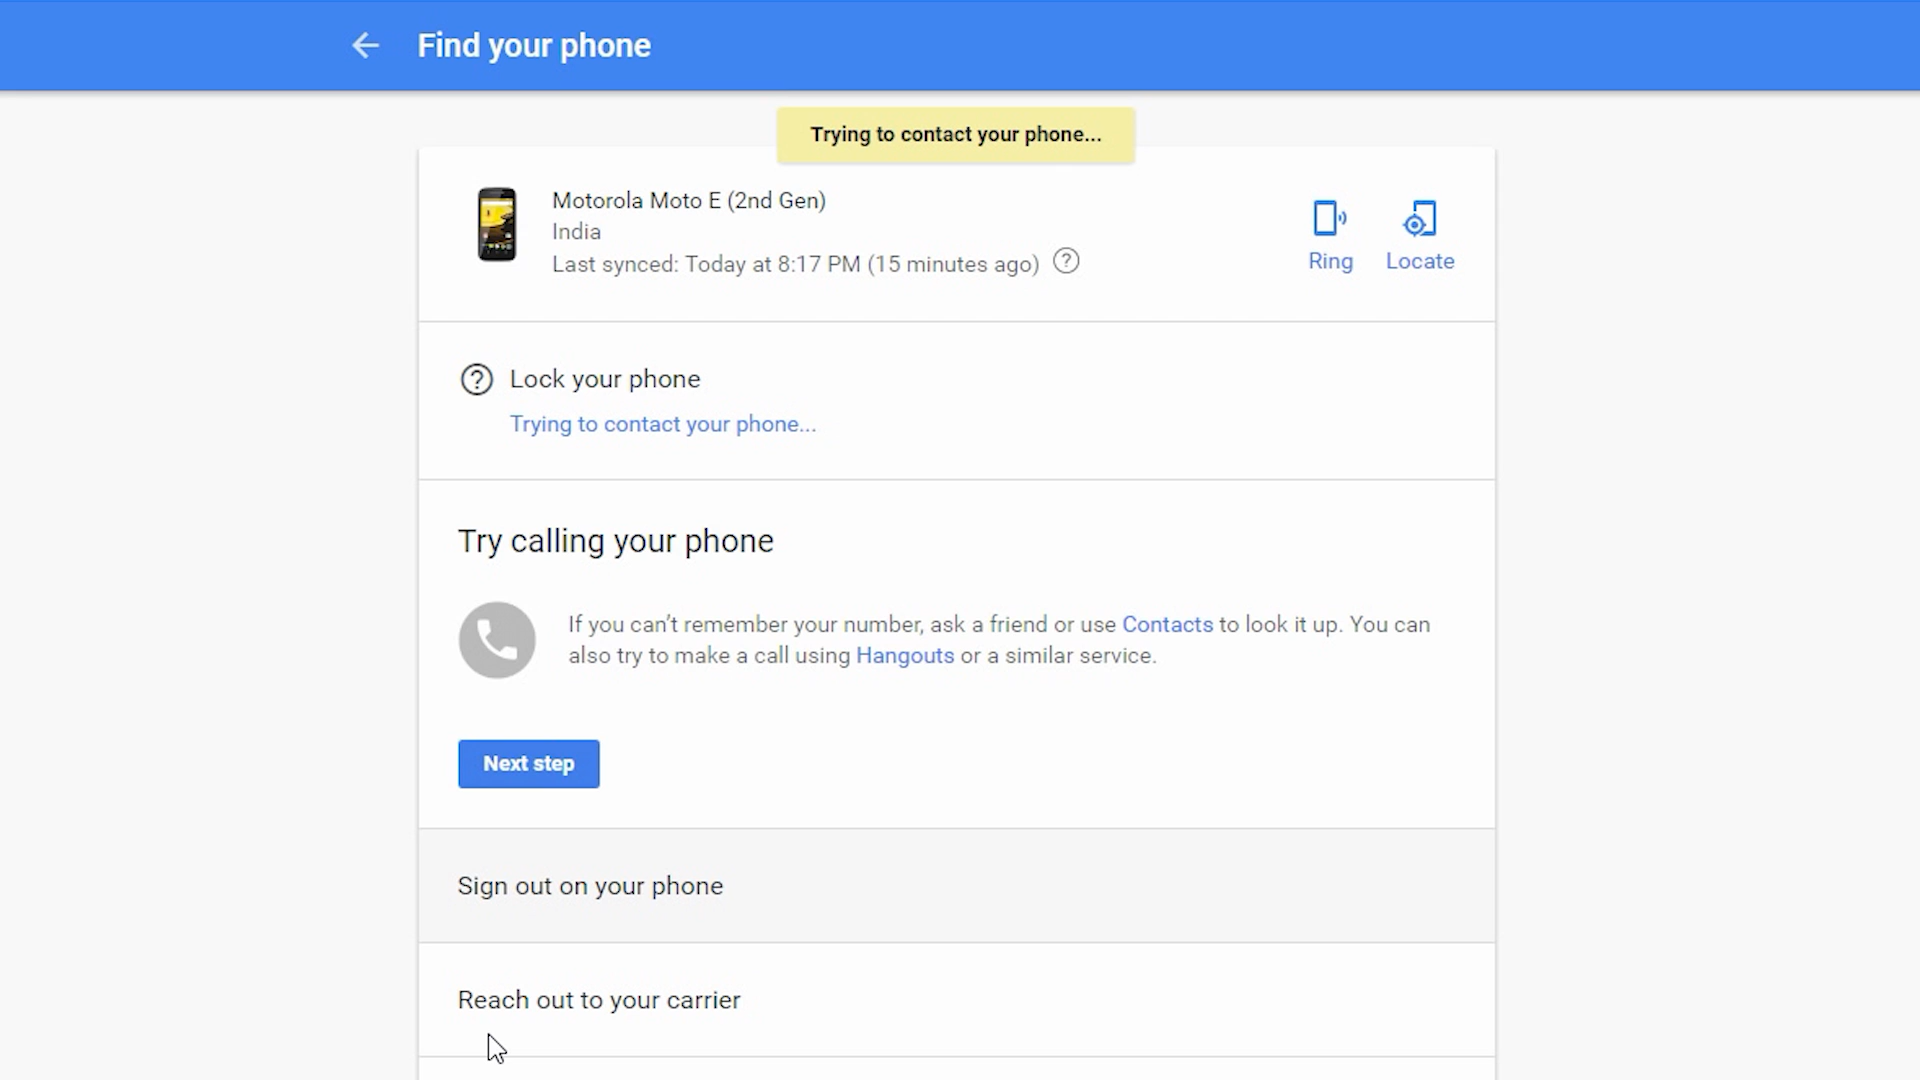 Find your phone
Trying to contact your phone...
Motorola Moto E (2nd Gen)
India
Last synced: Today at 8:17 PM (15 minutes ago) ?
Ring
Locate
? Lock your phone
Trying to contact your phone...
Try calling your phone
If you can't remember your number, ask a friend or use Contacts to look it up. You can
also try to make a call using Hangouts or a similar service.
Next step
Sign out on your phone
Reach out to your carrier